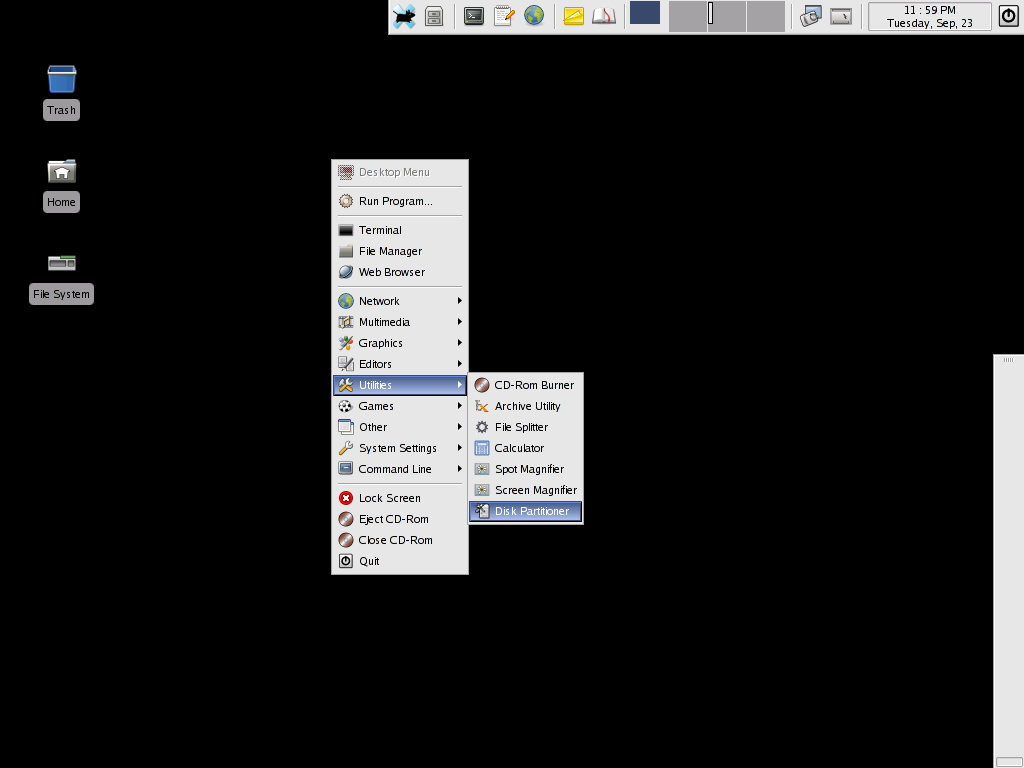 11 : 59 PM
Tuesday, Sep, 23
Trash
Home
File System
Desktop Menu
Run Program...
Terminal
File Manager
Web Browser
Network
Multimedia
Graphics
Editors
Utilities
Games
Other
System Settings
Command Line
Lock Screen
Eject CD-Rom
Close CD-Rom
Quit
CD-Rom Burner
Archive Utility
File Splitter
Calculator
Spot Magnifier
Screen Magnifier
Disk Partitioner